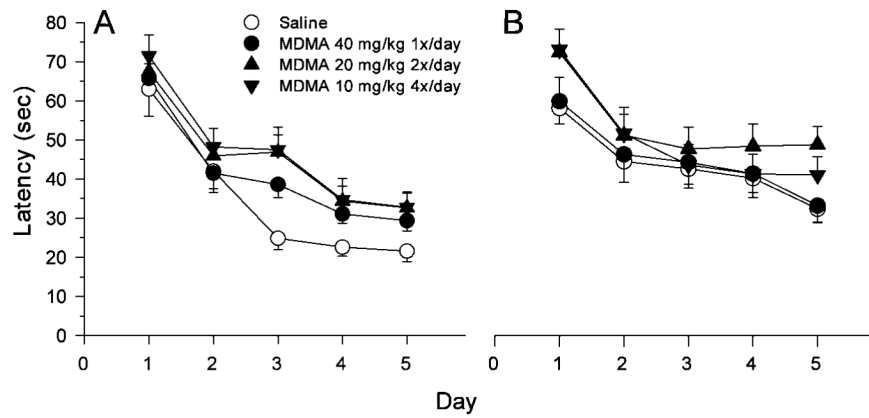 A
B
Saline
MDMA 40 mg/kg 1x/day
MDMA 20 mg/kg 2x/day
MDMA 10 mg/kg 4x/day
Latency (sec)
80
70
60
50
40
30
20
10
0
0 1 2 3 4 5
0 1 2 3 4 5
Day